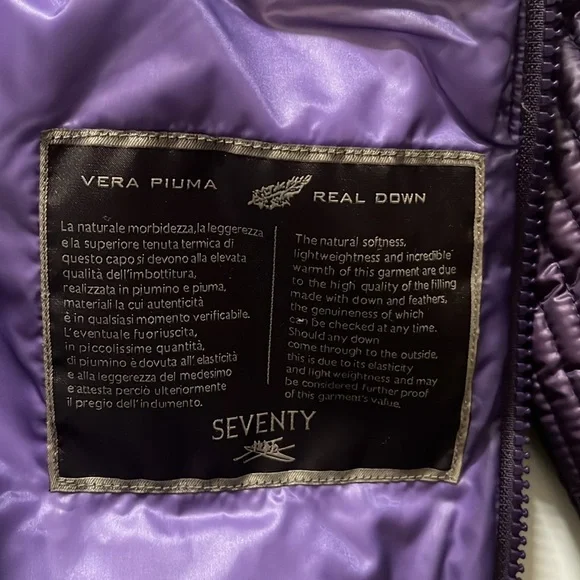 VERA PIUMA
REAL DOWN
La naturale morbidezza, la leggerezza
e la superiore tenuta termica di
questo capo si devono alla elevata
qualità dell'imbottitura,
realizzata in piumino e piuma,
materiali la cui autenticità
è in qualsiasi momento verificabile.
L'eventuale fuoriuscita,
in piccolissime quantità,
di piumino è dovuta all'elasticità
e alla leggerezza del medesimo
e attesta perciò ulteriormente
il pregio dell'indumento.
The natural softness,
lightweightness and incredible
warmth of this garment are due
to the high quality of the filling
made with down and feathers,
the genuineness of which
can be checked at any time.
Should any down
come through to the outside,
this is due to its elasticity
and light weightness and may
be considered further proof
of this garment's value.
SEVENTY